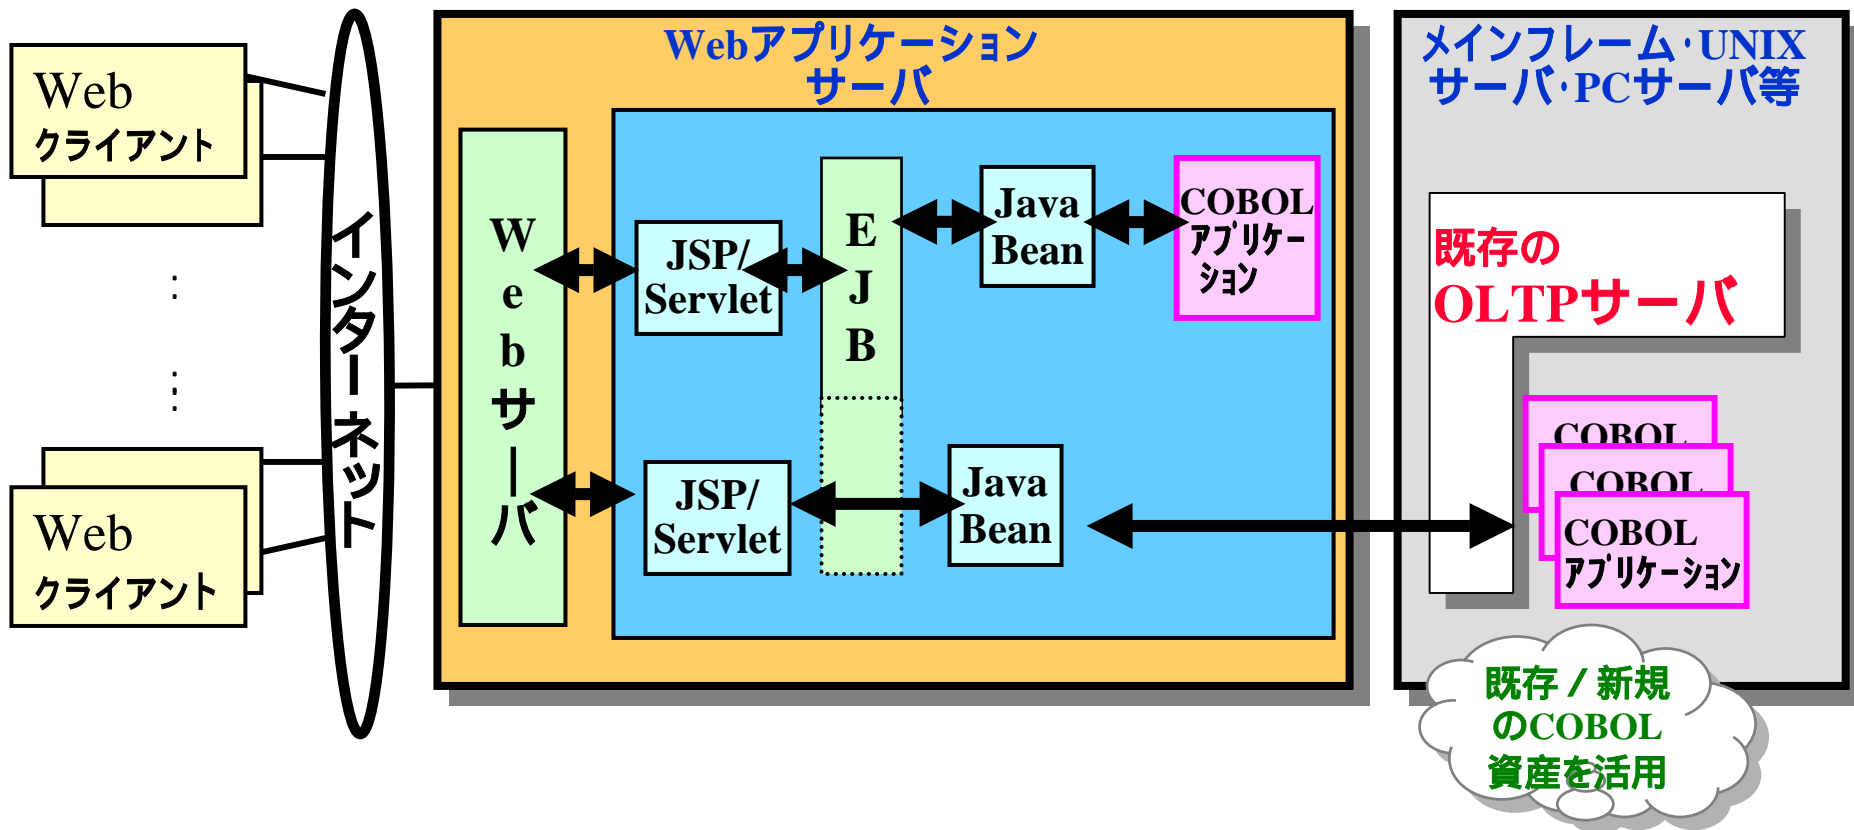 Web
クライアント
Web
クライアント
インターネット
Webアプリケーション
サーバ
Webサーバ
JSP/
Servlet
EJB
Java
Bean
COBOL
アプリケー
ション
JSP/
Servlet
Java
Bean
メインフレーム・UNIX
サーバ・PCサーバ等
既存の
OLTPサーバ
COBOL
COBOL
COBOL
アプリケーション
既存/新規
のCOBOL
資産を活用